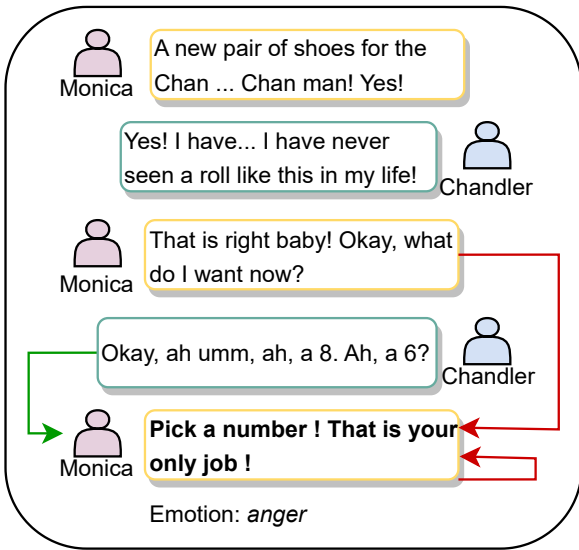 A new pair of shoes for the
Chan ... Chan man! Yes!
Monica
Yes! I have... I have never
seen a roll like this in my life!
Chandler
That is right baby! Okay, what
do I want now?
Monica
Okay, ah umm, ah, a 8. Ah, a 6?
Chandler
Pick a number ! That is your
only job !
Monica
Emotion: anger